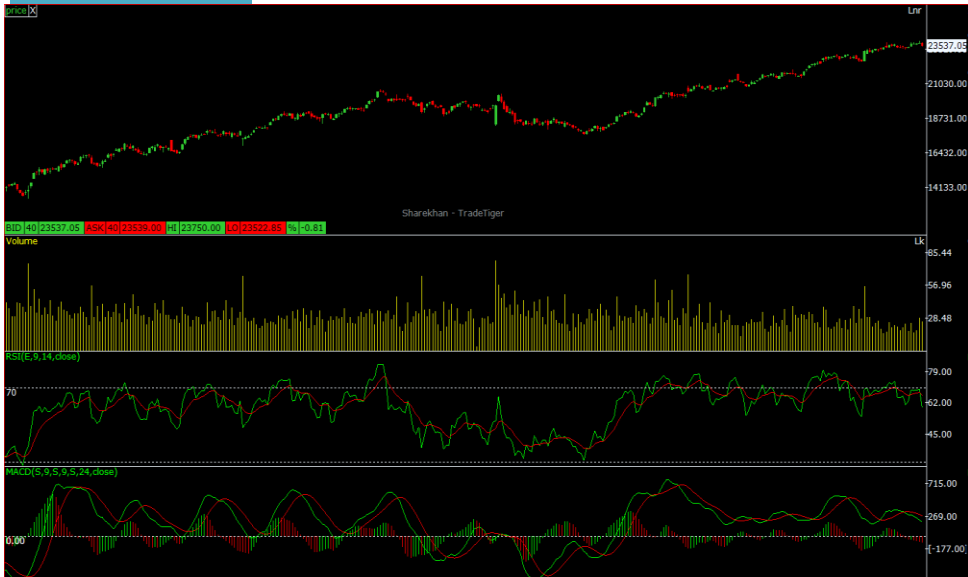 price X
Lnr
23537.05
21030.00
18731.00
16432.00
14133.00
Sharekhan - TradeTiger
BID 40 23537.05 ASK 40 23539.00 HI 23750.00 LO 23522.85 % -0.81
Volume
Lk
85.44
56.96
28.48
RSI(E,9,14,close)
79.00
70
62.00
45.00
MACD(S,9,S,9,S,24,close)
715.00
269.00
0.00
-177.00